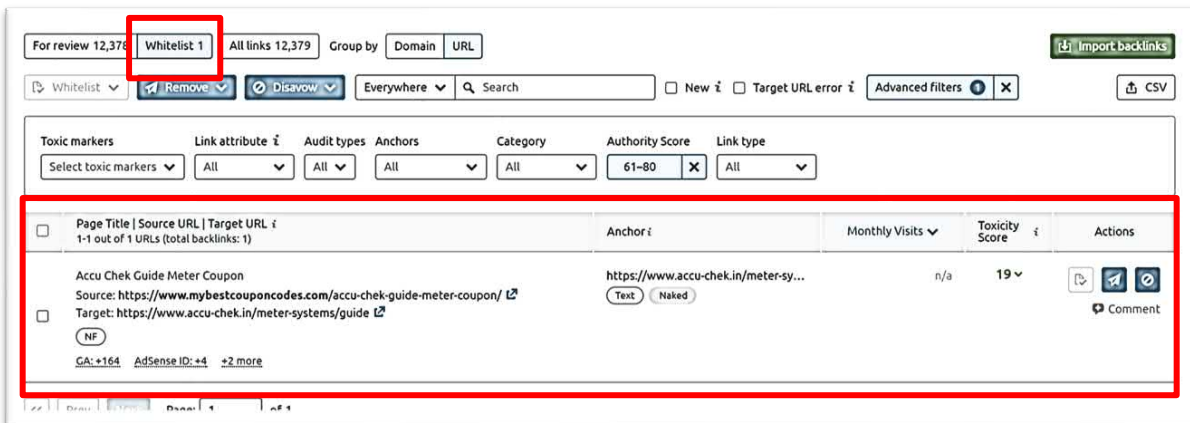 For review 12,378 Whitelist 1 All links 12,379 Group by Domain URL Import backlinks
Whitelist Remove Disavow Everywhere Search New i Target URL error i Advanced filters 1 X CSV
Toxic markers Link attribute i Audit types Anchors Category Authority Score Link type
Select toxic markers All All All All 61–80 X All
Page Title | Source URL | Target URL i Anchor i Monthly Visits Toxicity Score i Actions
1-1 out of 1 URLs (total backlinks: 1)
Accu Chek Guide Meter Coupon https://www.accu-chek.in/meter-sy... n/a 19
Source: https://www.mybestcouponcodes.com/accu-chek-guide-meter-coupon/ Text Naked
Target: https://www.accu-chek.in/meter-systems/guide Comment
NF
GA: +164 AdSense ID: +4 +2 more
Prev Page: 1 of 1